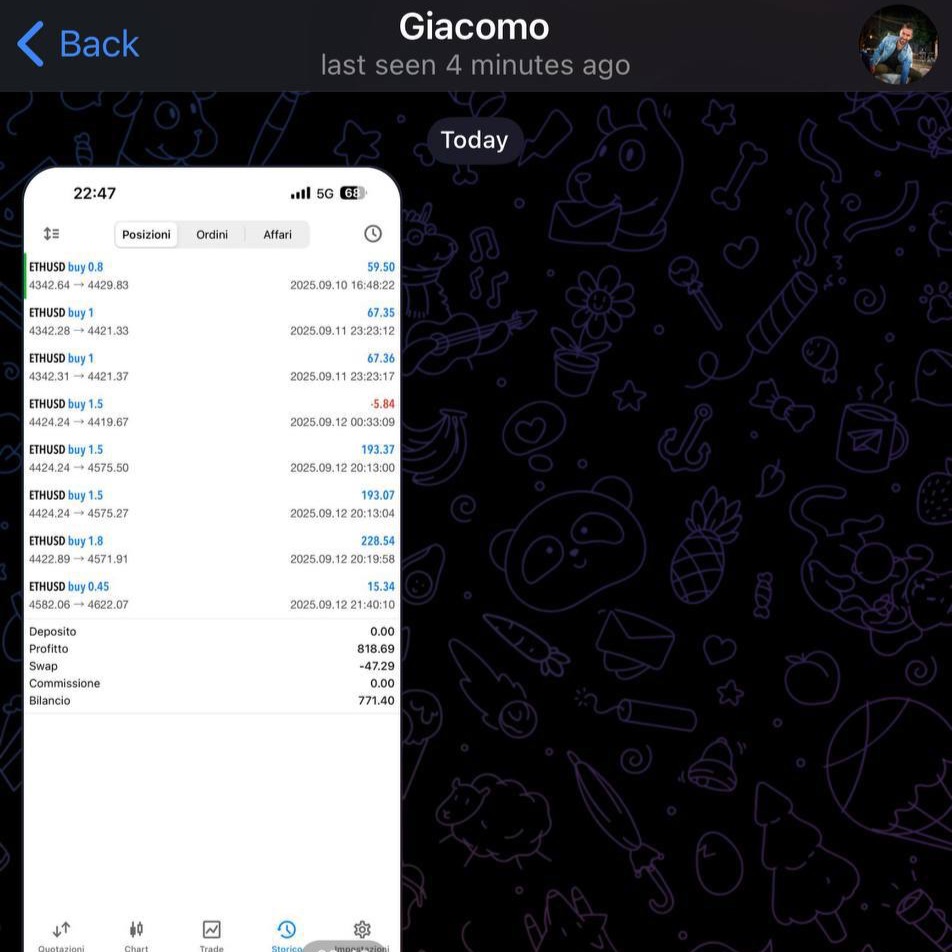 Back
Giacomo
last seen 4 minutes ago
Today
22:47
5G 68
Posizioni Ordini Affari
ETHUSD buy 0.8 59.50
4342.64 → 4429.83 2025.09.10 16:48:22
ETHUSD buy 1 67.35
4342.28 → 4421.33 2025.09.11 23:23:12
ETHUSD buy 1 67.36
4342.31 → 4421.37 2025.09.11 23:23:17
ETHUSD buy 1.5 -5.84
4424.24 → 4419.67 2025.09.12 00:33:09
ETHUSD buy 1.5 193.37
4424.24 → 4575.50 2025.09.12 20:13:00
ETHUSD buy 1.5 193.07
4424.24 → 4575.27 2025.09.12 20:13:04
ETHUSD buy 1.8 228.54
4422.89 → 4571.91 2025.09.12 20:19:58
ETHUSD buy 0.45 15.34
4582.06 → 4622.07 2025.09.12 21:40:10
Deposito 0.00
Profitto 818.69
Swap -47.29
Commissione 0.00
Bilancio 771.40
Quotazioni Chart Trade Storico Impostazioni